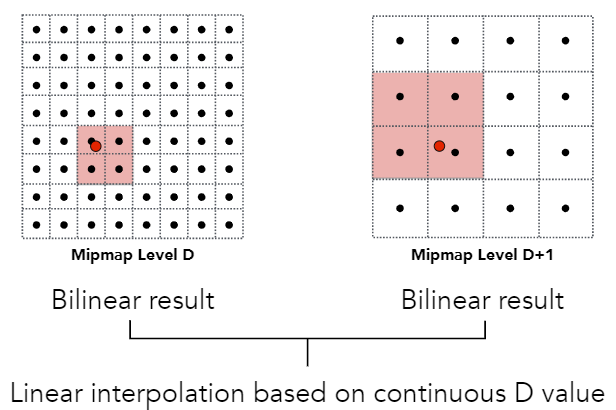 Mipmap Level D
Mipmap Level D+1
Bilinear result
Bilinear result
Linear interpolation based on continuous D value